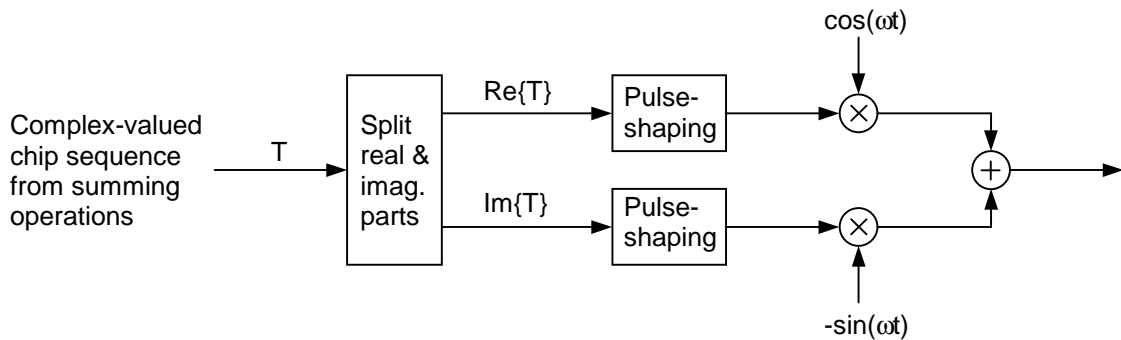 cos(ωt)
Complex-valued
chip sequence
from summing
operations
T
Split
real &
imag.
parts
Re{T}
Pulse-
shaping
Im{T}
Pulse-
shaping
-sin(ωt)